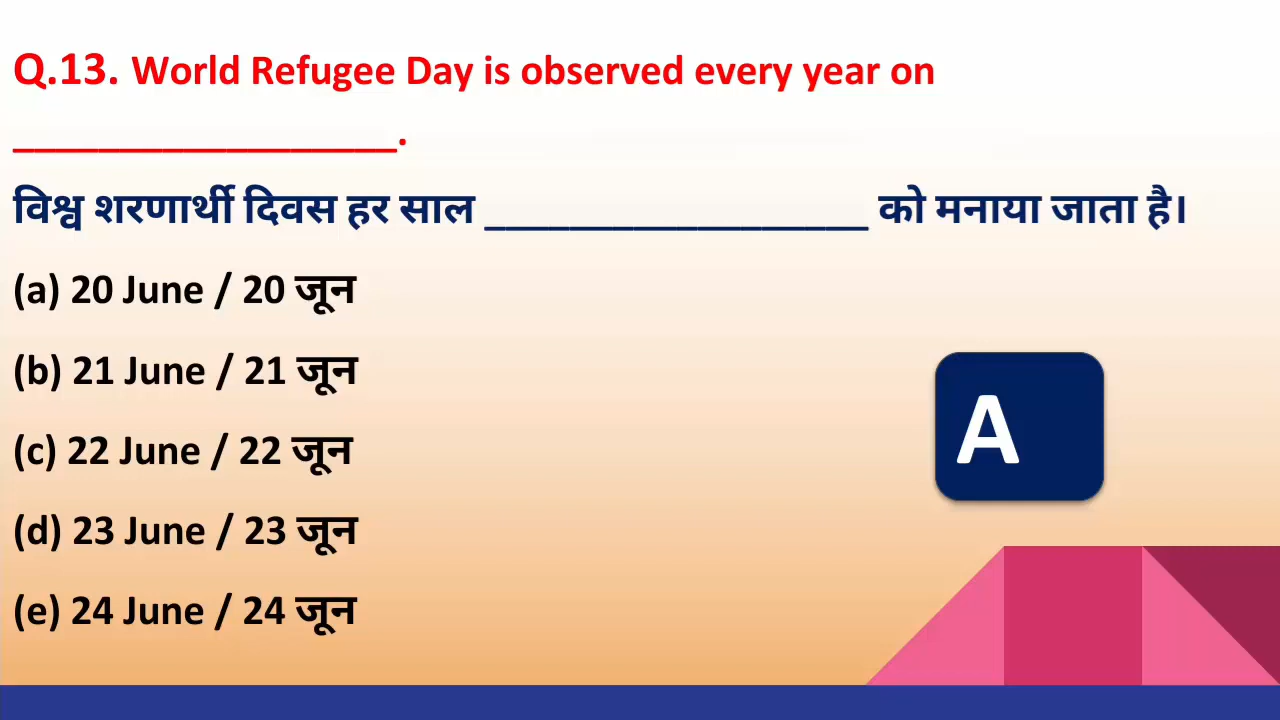 Q.13. World Refugee Day is observed every year on
__________________.
विश्व शरणार्थी दिवस हर साल __________________ को मनाया जाता है।
(a) 20 June / 20 जून
(b) 21 June / 21 जून
(c) 22 June / 22 जून
(d) 23 June / 23 जून
(e) 24 June / 24 जून
A